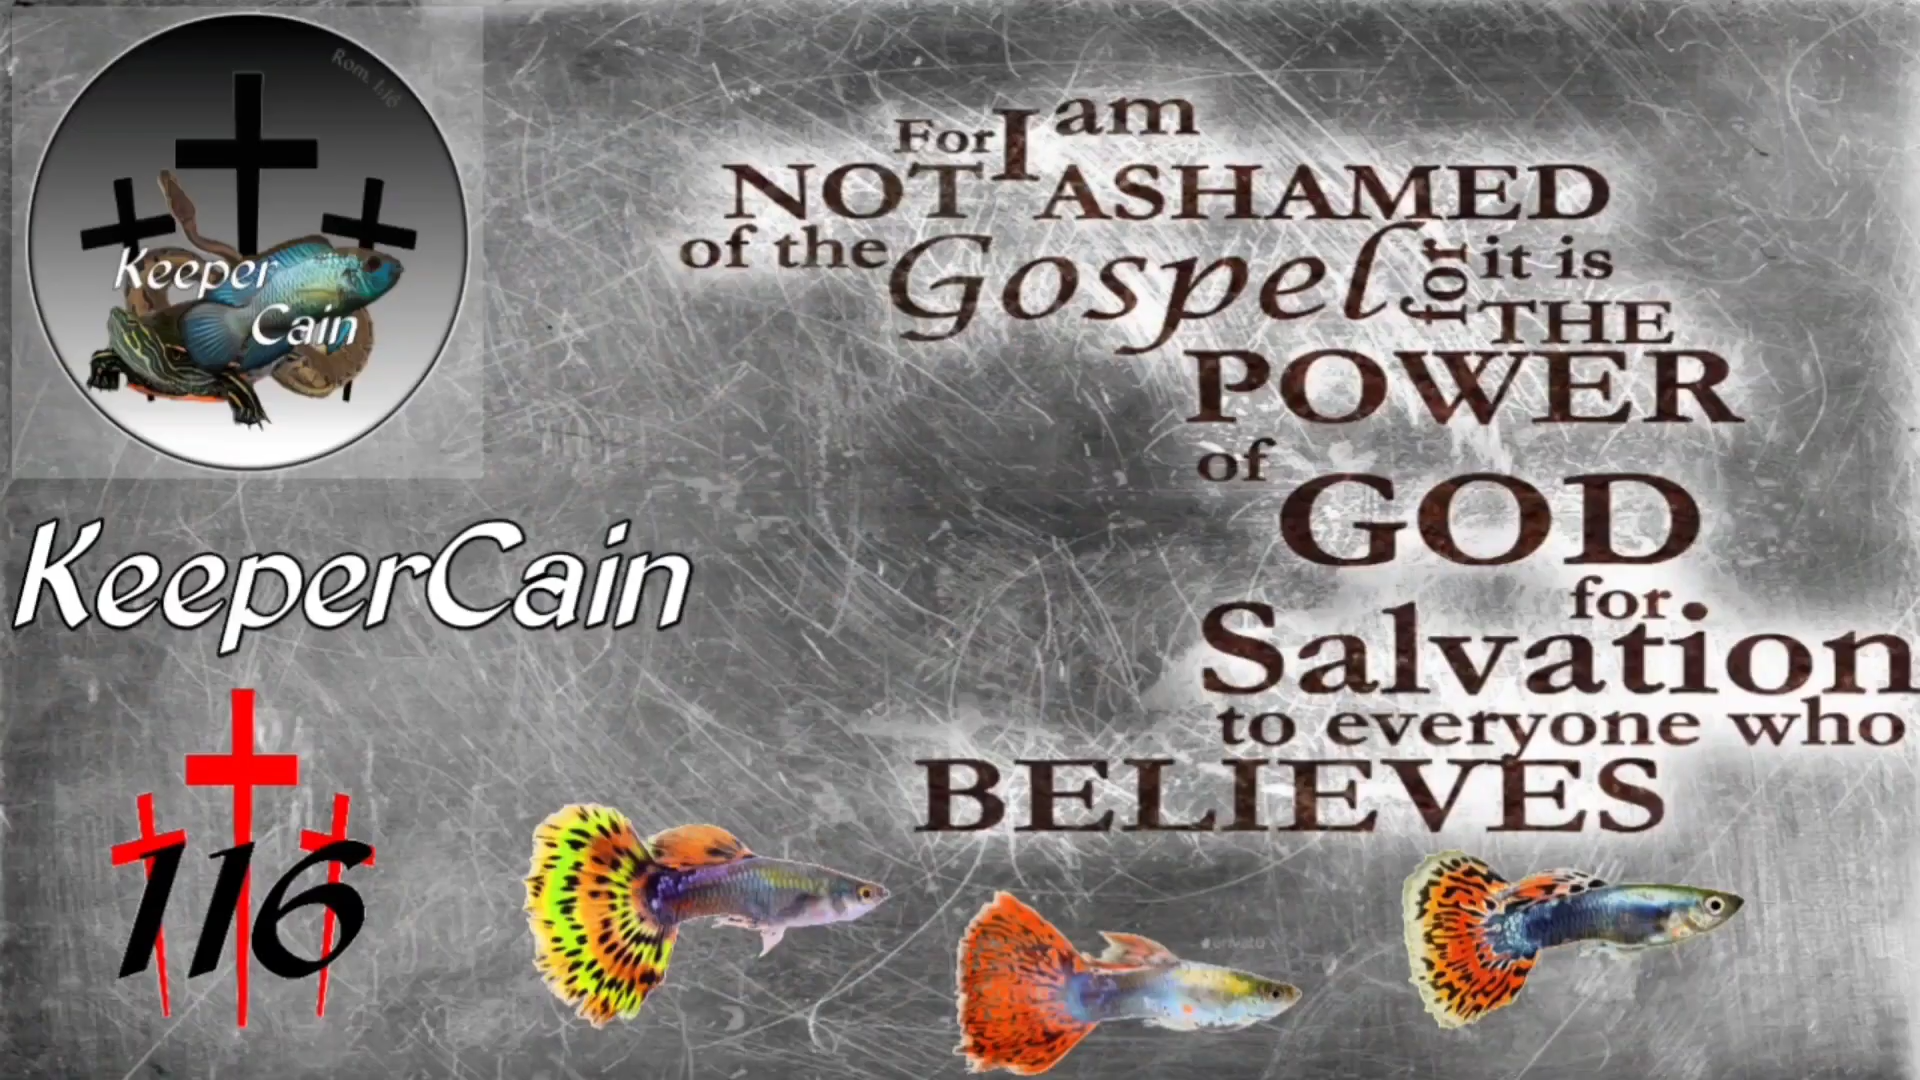 Rom. 1:16
Keeper
Cain
KeeperCain
116
For I am
NOT ASHAMED
of the Gospel for it is
THE
POWER
of
GOD
for
Salvation
to everyone who
BELIEVES
envato